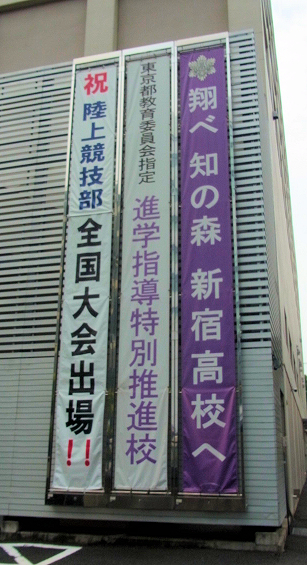 翔べ 知の森 新宿高校へ
東京都教育委員会指定 進学指導特別推進校
祝 陸上競技部 全国大会出場!!